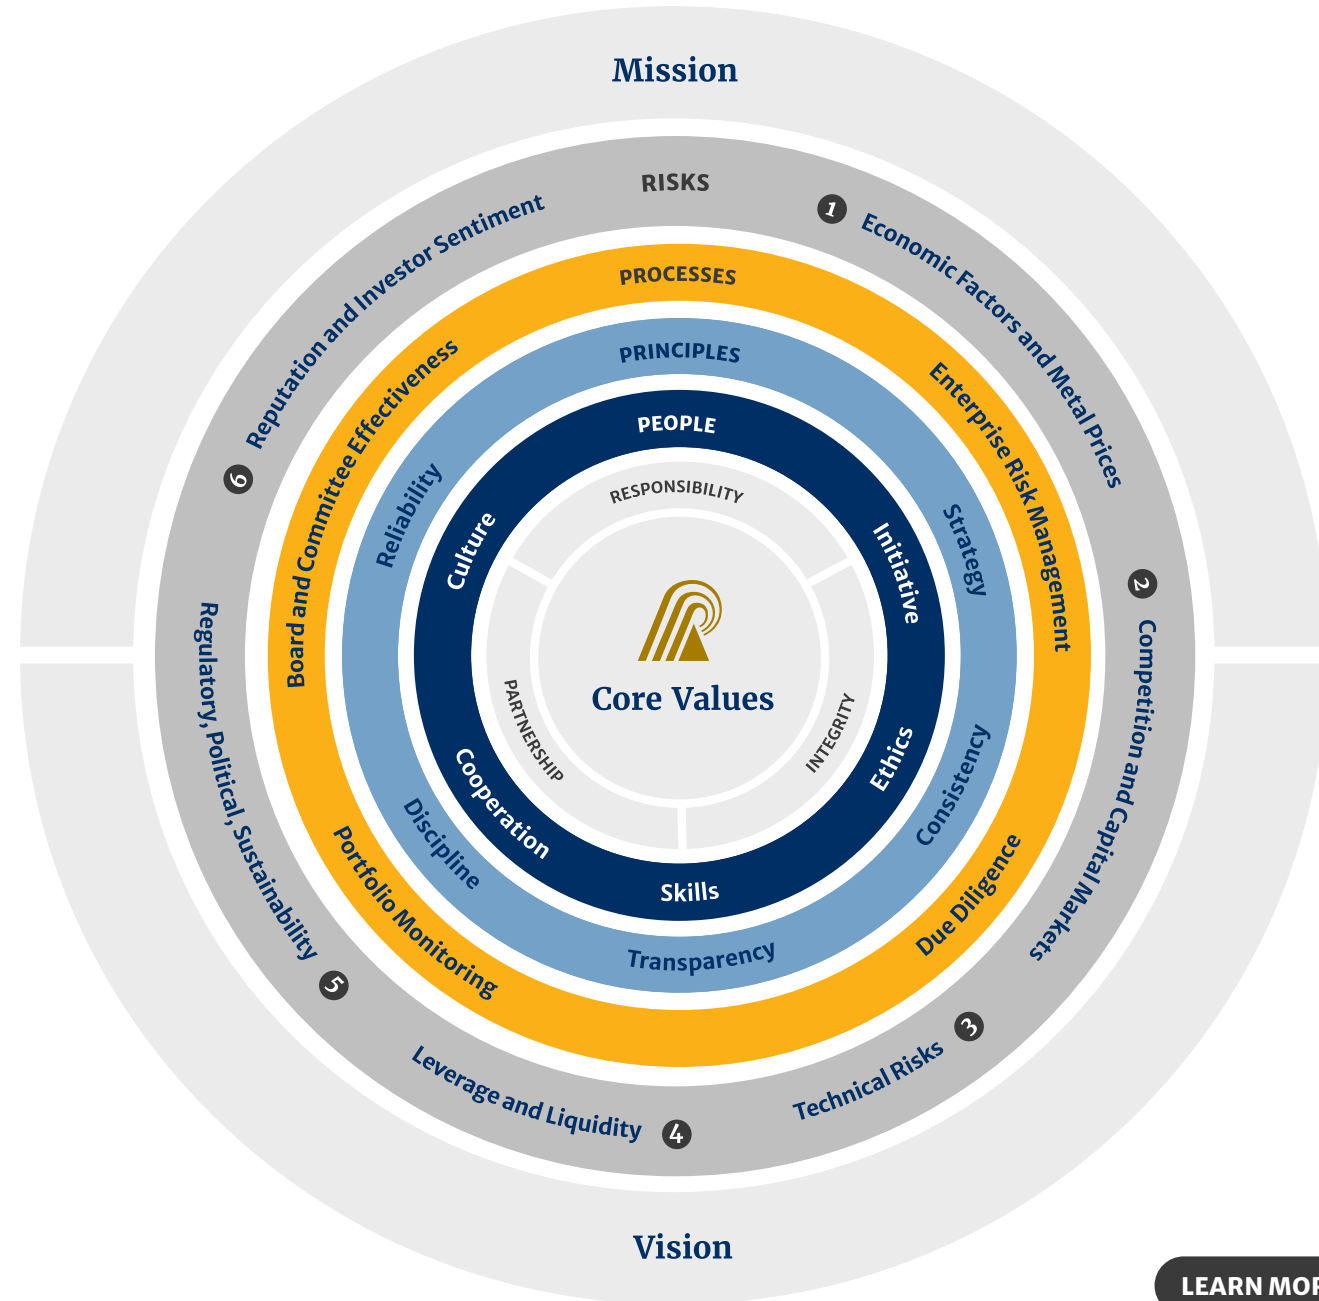 Mission
RISKS
1 Economic Factors and Metal Prices
2 Competition and Capital Markets
3 Technical Risks
4 Leverage and Liquidity
5 Regulatory, Political, Sustainability
6 Reputation and Investor Sentiment
PROCESSES
Enterprise Risk Management
Due Diligence
Portfolio Monitoring
Board and Committee Effectiveness
PRINCIPLES
Strategy
Consistency
Transparency
Discipline
Reliability
PEOPLE
Initiative
Ethics
Skills
Cooperation
Culture
RESPONSIBILITY
INTEGRITY
PARTNERSHIP
Core Values
Vision
LEARN